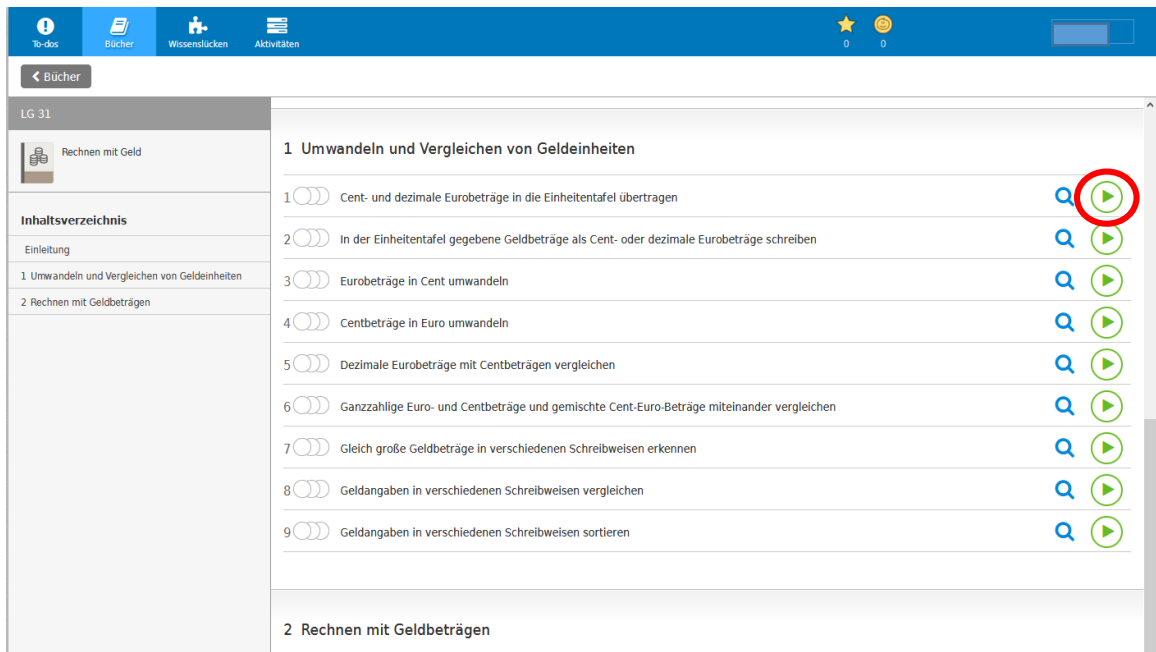 To-dos
Bücher
Wissenslücken
Aktivitäten
0
0
Bücher
LG 31
Rechnen mit Geld
Inhaltsverzeichnis
Einleitung
1 Umwandeln und Vergleichen von Geldeinheiten
2 Rechnen mit Geldbeträgen
1 Umwandeln und Vergleichen von Geldeinheiten
1 Cent- und dezimale Eurobeträge in die Einheitentafel übertragen
2 In der Einheitentafel gegebene Geldbeträge als Cent- oder dezimale Eurobeträge schreiben
3 Eurobeträge in Cent umwandeln
4 Centbeträge in Euro umwandeln
5 Dezimale Eurobeträge mit Centbeträgen vergleichen
6 Ganzzahlige Euro- und Centbeträge und gemischte Cent-Euro-Beträge miteinander vergleichen
7 Gleich große Geldbeträge in verschiedenen Schreibweisen erkennen
8 Geldangaben in verschiedenen Schreibweisen vergleichen
9 Geldangaben in verschiedenen Schreibweisen sortieren
2 Rechnen mit Geldbeträgen